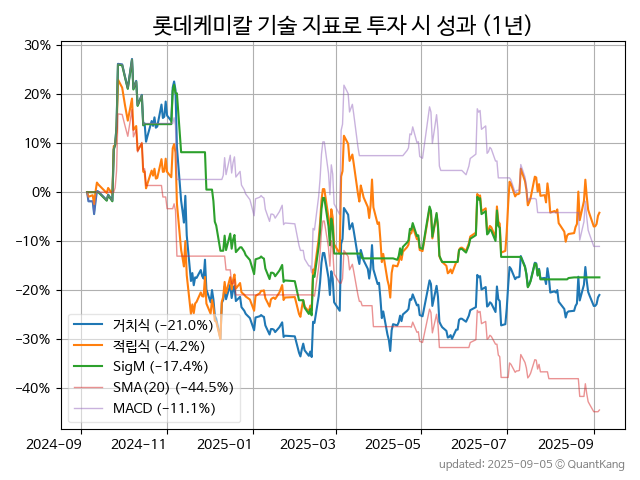 롯데케미칼 기술 지표로 투자 시 성과 (1년)
30%
20%
10%
0%
−10%
−20%
−30%
−40%
거치식 (−21.0%)
적립식 (−4.2%)
SigM (−17.4%)
SMA(20) (−44.5%)
MACD (−11.1%)
2024-09
2024-11
2025-01
2025-03
2025-05
2025-07
2025-09
updated: 2025-09-05 © QuantKang